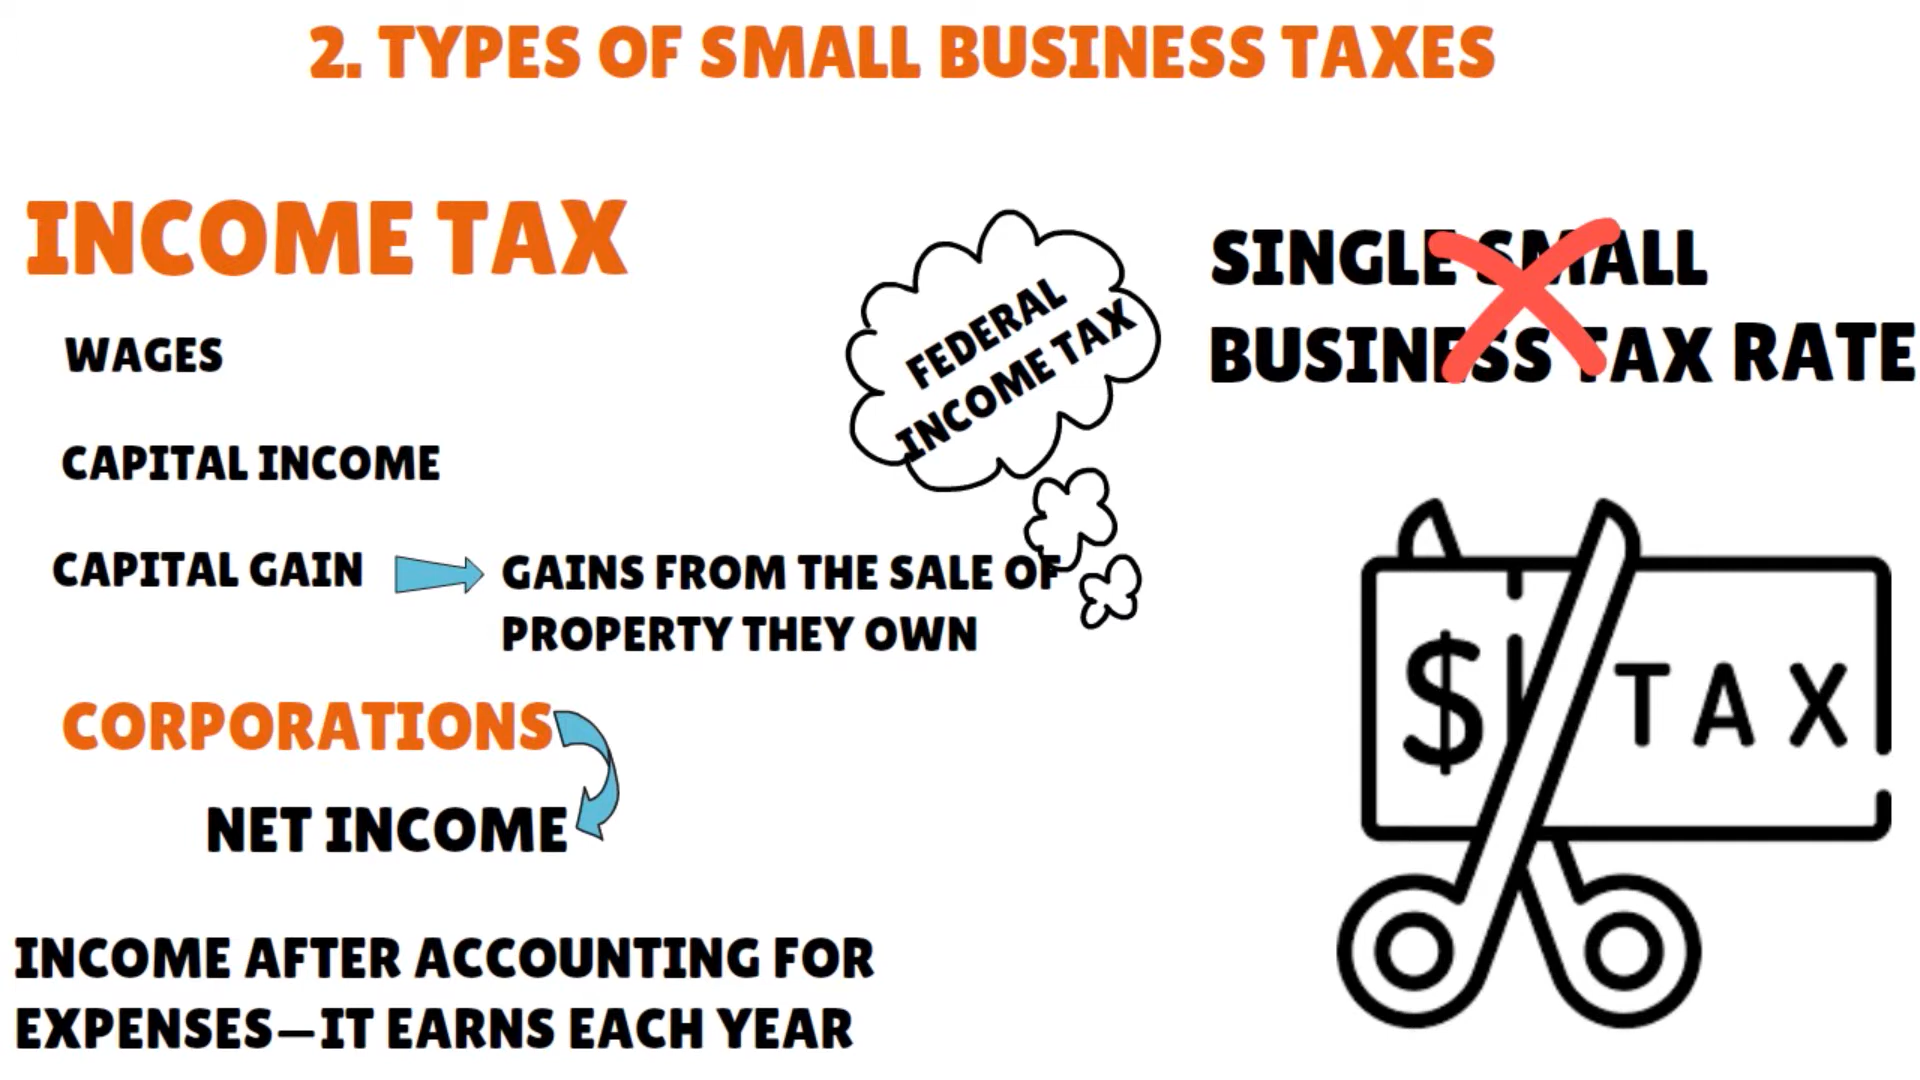 2. TYPES OF SMALL BUSINESS TAXES
INCOME TAX
WAGES
CAPITAL INCOME
CAPITAL GAIN
GAINS FROM THE SALE OF
PROPERTY THEY OWN
CORPORATIONS
NET INCOME
INCOME AFTER ACCOUNTING FOR
EXPENSES—IT EARNS EACH YEAR
FEDERAL
INCOME TAX
SINGLE SMALL
BUSINESS TAX RATE
$ TAX